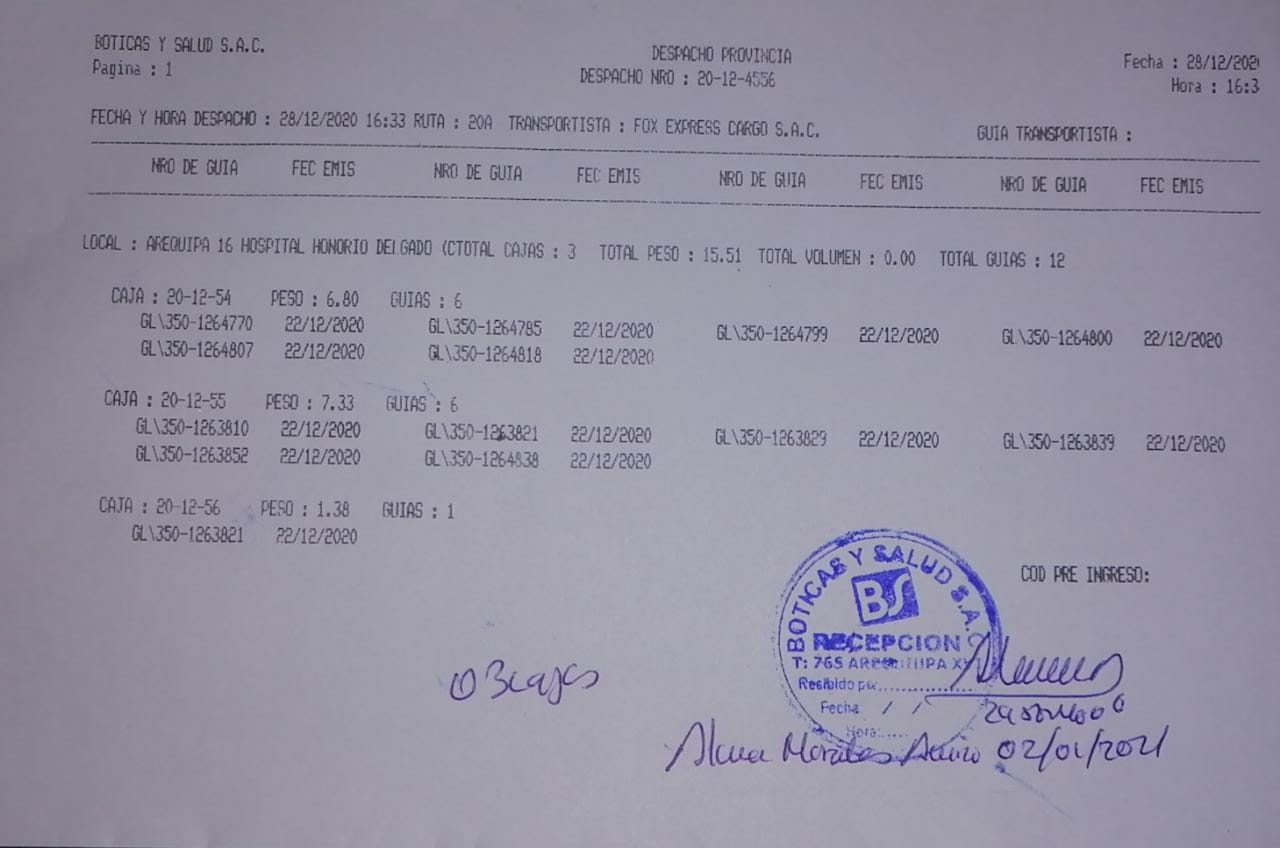 BOTICAS Y SALUD S.A.C.
Pagina : 1
DESPACHO PROVINCIA
DESPACHO NRO : 20-12-4556
Fecha : 28/12/202
Hora : 16:3
FECHA Y HORA DESPACHO : 28/12/2020 16:33 RUTA : 20A TRANSPORTISTA : FOX EXPRESS CARGO S.A.C. GUIA TRANSPORTISTA :
NRO DE GUIA FEC EMIS NRO DE GUIA FEC EMIS NRO DE GUIA FEC EMIS NRO DE GUIA FEC EMIS
LOCAL : AREQUIPA 16 HOSPITAL HONORIO DELGADO (CTOTAL CAJAS : 3 TOTAL PESO : 15.51 TOTAL VOLUMEN : 0.00 TOTAL GUIAS : 12
CAJA : 20-12-54 PESO : 6.80 GUIAS : 6
GL\350-1264770 22/12/2020 GL\350-1264785 22/12/2020 GL\350-1264799 22/12/2020 GL\350-1264800 22/12/2020
GL\350-1264807 22/12/2020 GL\350-1264818 22/12/2020
CAJA : 20-12-55 PESO : 7.33 GUIAS : 6
GL\350-1263810 22/12/2020 GL\350-1263821 22/12/2020 GL\350-1263829 22/12/2020 GL\350-1263839 22/12/2020
GL\350-1263852 22/12/2020 GL\350-1264838 22/12/2020
CAJA : 20-12-56 PESO : 1.38 GUIAS : 1
GL\350-1263821 22/12/2020
COD PRE INGRESO:
BOTICAS Y SALUD S.A.C
BS
RECEPCION
T: 765 AREQUIPA
Recibido por
Fecha: / /
Hora:
03 cajas
Morales 02/01/2021